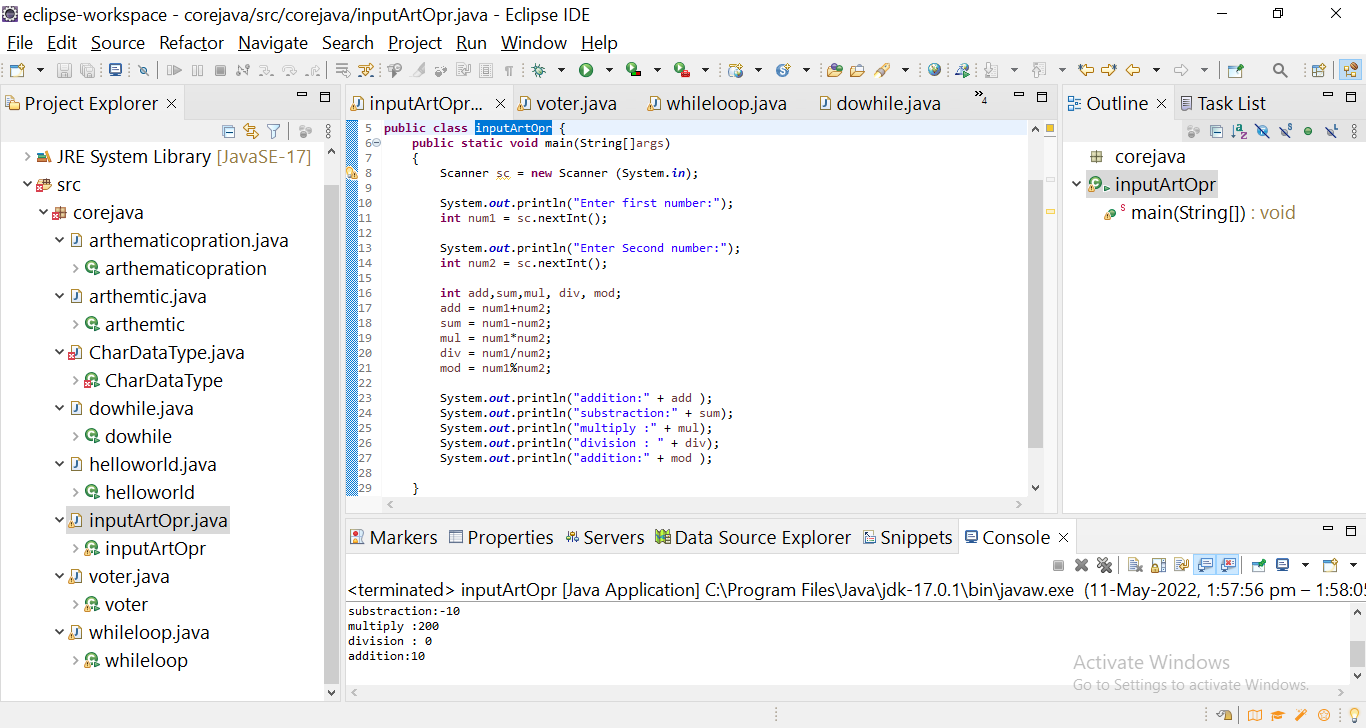 eclipse-workspace - corejava/src/corejava/inputArtOpr.java - Eclipse IDE
File Edit Source Refactor Navigate Search Project Run Window Help
Project Explorer
JRE System Library [JavaSE-17]
src
corejava
arthematicopration.java
arthematicopration
arthemtic.java
arthemtic
CharDataType.java
CharDataType
dowhile.java
dowhile
helloworld.java
helloworld
inputArtOpr.java
inputArtOpr
voter.java
voter
whileloop.java
whileloop
inputArtOpr... voter.java whileloop.java dowhile.java »4
5 public class inputArtOpr {
6 public static void main(String[]args)
7 {
8 Scanner sc = new Scanner (System.in);
9
10 System.out.println("Enter first number:");
11 int num1 = sc.nextInt();
12
13 System.out.println("Enter Second number:");
14 int num2 = sc.nextInt();
15
16 int add,sum,mul, div, mod;
17 add = num1+num2;
18 sum = num1-num2;
19 mul = num1*num2;
20 div = num1/num2;
21 mod = num1%num2;
22
23 System.out.println("addition:" + add );
24 System.out.println("substraction:" + sum);
25 System.out.println("multiply :" + mul);
26 System.out.println("division : " + div);
27 System.out.println("addition:" + mod );
28
29 }
Outline Task List
corejava
inputArtOpr
main(String[]) : void
Markers Properties Servers Data Source Explorer Snippets Console
<terminated> inputArtOpr [Java Application] C:\Program Files\Java\jdk-17.0.1\bin\javaw.exe (11-May-2022, 1:57:56 pm – 1:58:05
substraction:-10
multiply :200
division : 0
addition:10
Activate Windows
Go to Settings to activate Windows.